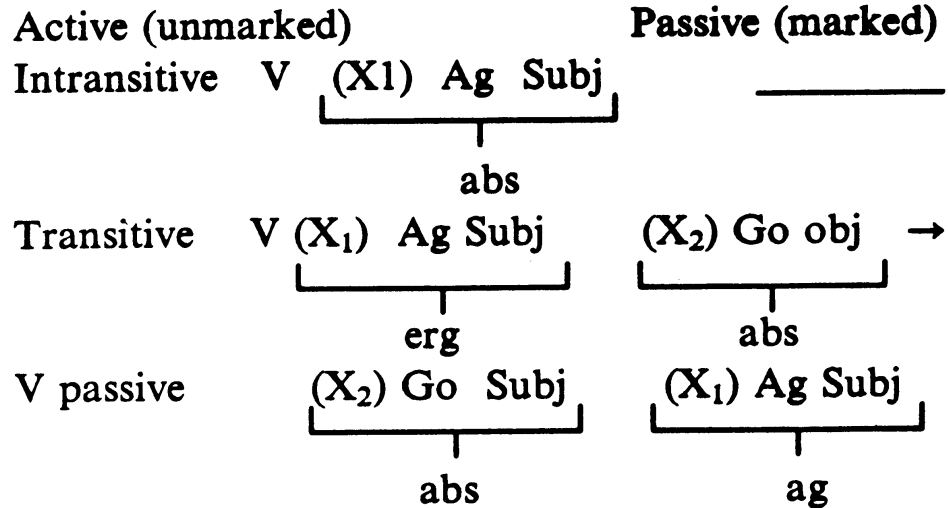 Active (unmarked) Passive (marked)
Intransitive V (X1) Ag Subj
abs
Transitive V (X₁) Ag Subj (X₂) Go obj →
erg abs
V passive (X₂) Go Subj (X₁) Ag Subj
abs ag